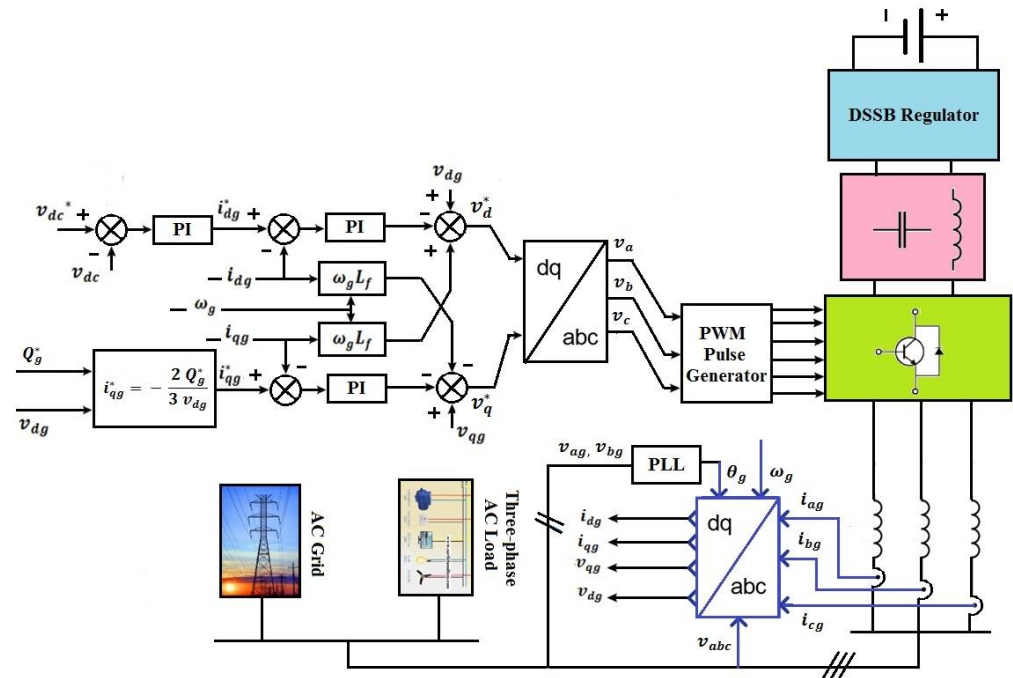 DSSB Regulator
v_dg
v_dc*
i*_dg
PI
PI
v*_d
v_dc
i_dg
ω_g L_f
dq
abc
v_a
v_b
v_c
ω_g
i_qg
ω_g L_f
PWM
Pulse
Generator
Q*_g
v_dg
i*_qg = − 2 Q*_g / 3 v_dg
i*_qg
PI
v*_q
v_qg
v_ag, v_bg
PLL
θ_g
ω_g
i_ag
i_bg
i_cg
dq
abc
i_dg
i_qg
v_qg
v_dg
v_abc
AC Grid
Three-phase
AC Load